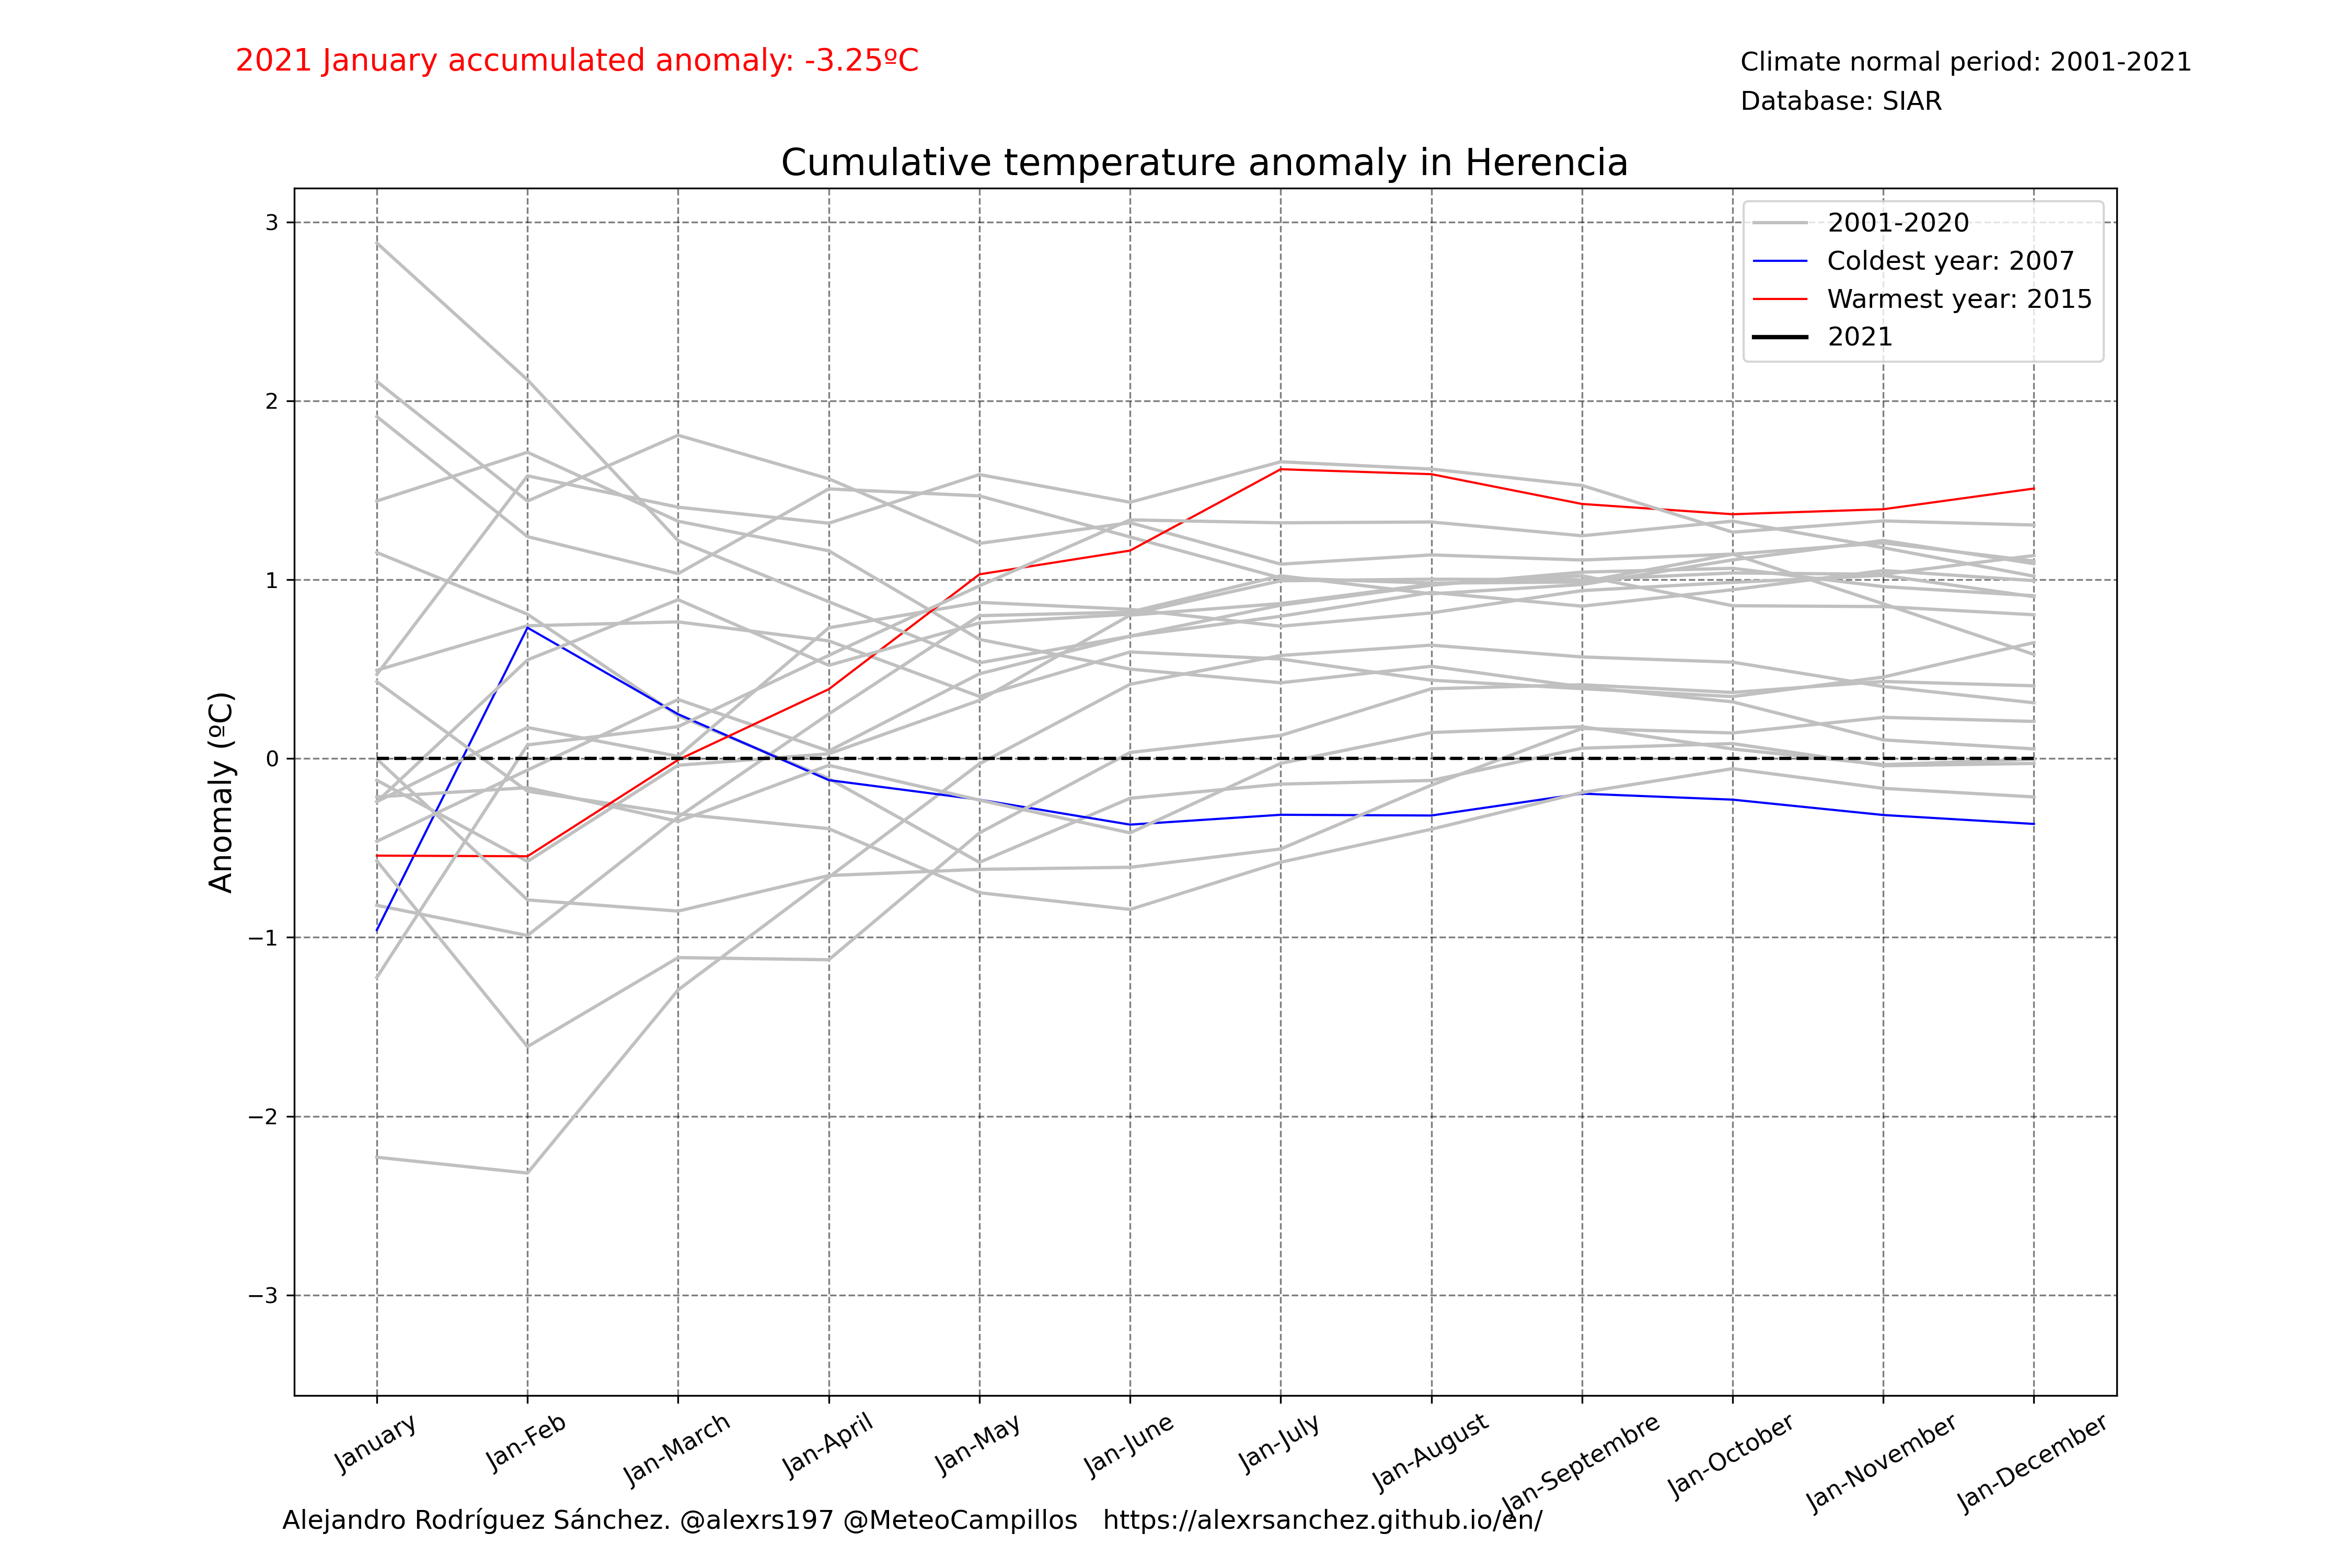 2021 January accumulated anomaly: -3.25ºC
Climate normal period: 2001-2021
Database: SIAR
Cumulative temperature anomaly in Herencia
2001-2020
Coldest year: 2007
Warmest year: 2015
2021
Anomaly (ºC)
3
2
1
0
−1
−2
−3
January
Jan-Feb
Jan-March
Jan-April
Jan-May
Jan-June
Jan-July
Jan-August
Jan-Septembre
Jan-October
Jan-November
Jan-December
Alejandro Rodríguez Sánchez. @alexrs197 @MeteoCampillos https://alexrsanchez.github.io/en/